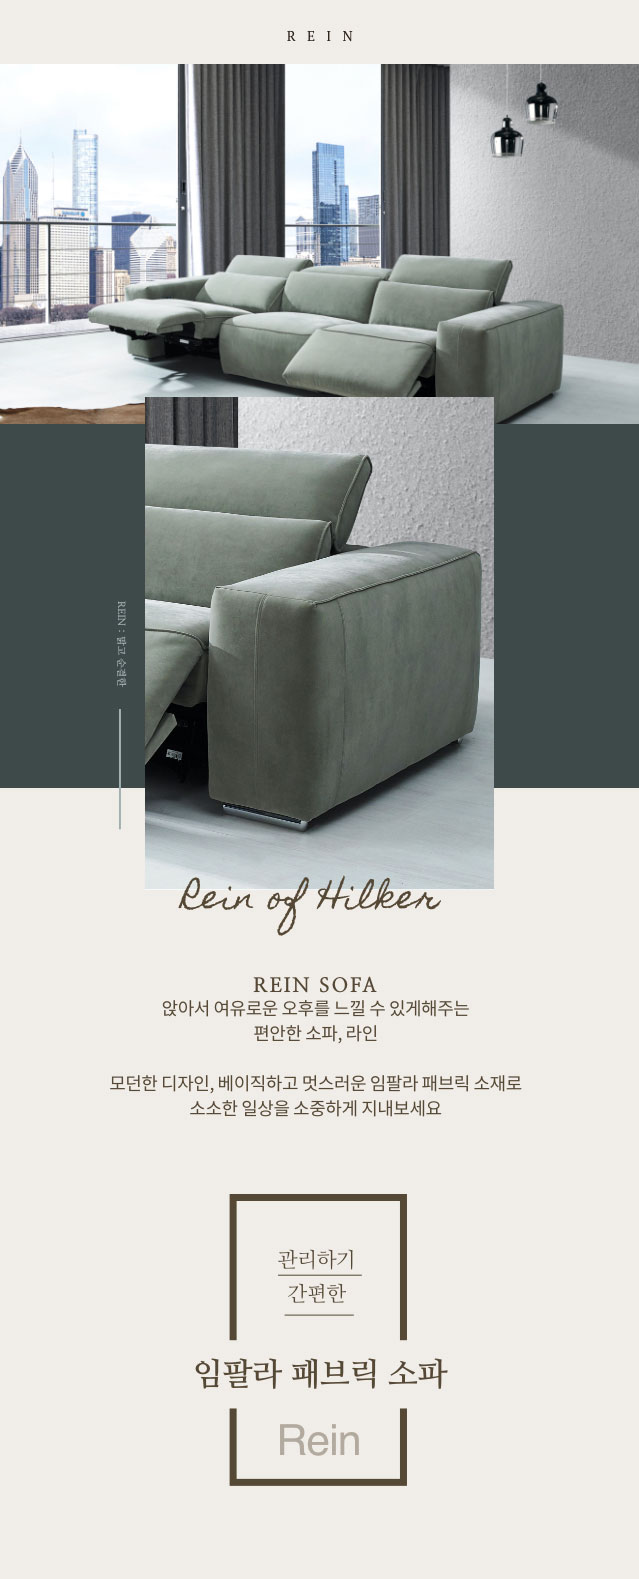 REIN
REIN : 맑고 순결한
Rein of Hilker
REIN SOFA
앉아서 여유로운 오후를 느낄 수 있게해주는
편안한 소파, 라인
모던한 디자인, 베이직하고 멋스러운 임팔라 패브릭 소재로
소소한 일상을 소중하게 지내보세요
관리하기
간편한
임팔라 패브릭 소파
Rein